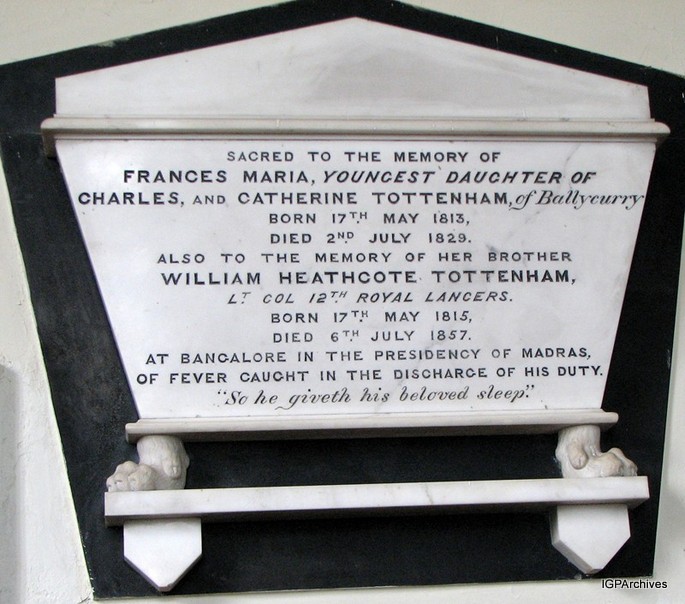 SACRED TO THE MEMORY OF
FRANCES MARIA, YOUNGEST DAUGHTER OF
CHARLES, AND CATHERINE TOTTENHAM, of Ballycurry
BORN 17TH MAY 1813,
DIED 2ND JULY 1829.
ALSO TO THE MEMORY OF HER BROTHER
WILLIAM HEATHCOTE TOTTENHAM,
LT COL 12TH ROYAL LANCERS.
BORN 17TH MAY 1815,
DIED 6TH JULY 1857.
AT BANGALORE IN THE PRESIDENCY OF MADRAS,
OF FEVER CAUGHT IN THE DISCHARGE OF HIS DUTY.
"So he giveth his beloved sleep."
IGPArchives